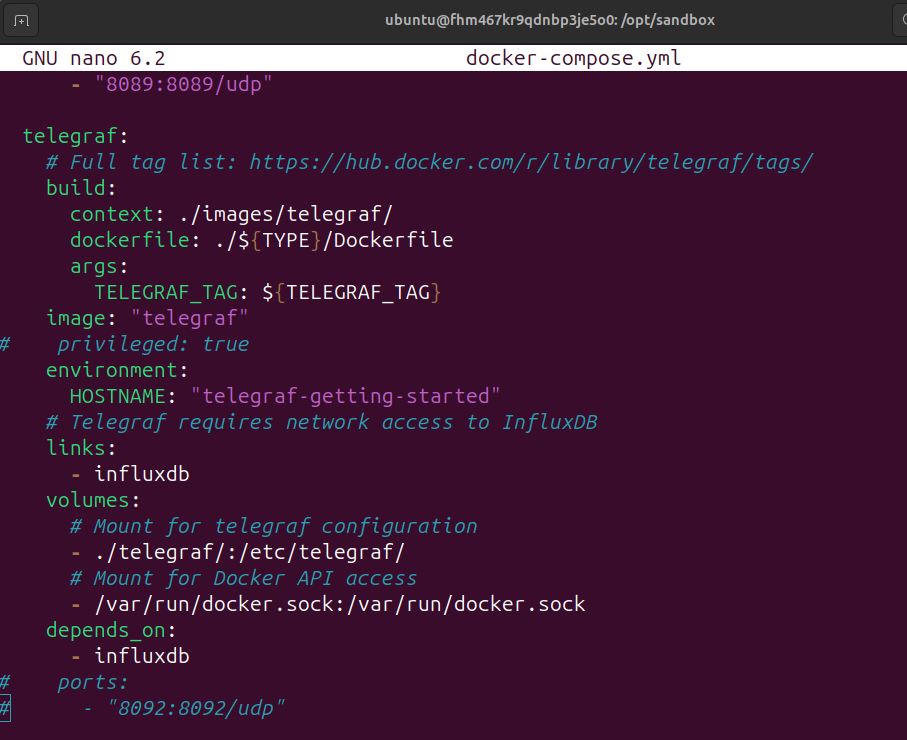 ubuntu@fhm467kr9qdnbp3je5o0: /opt/sandbox
GNU nano 6.2 docker-compose.yml
- "8089:8089/udp"
telegraf:
# Full tag list: https://hub.docker.com/r/library/telegraf/tags/
build:
context: ./images/telegraf/
dockerfile: ./${TYPE}/Dockerfile
args:
TELEGRAF_TAG: ${TELEGRAF_TAG}
image: "telegraf"
# privileged: true
environment:
HOSTNAME: "telegraf-getting-started"
# Telegraf requires network access to InfluxDB
links:
- influxdb
volumes:
# Mount for telegraf configuration
- ./telegraf/:/etc/telegraf/
# Mount for Docker API access
- /var/run/docker.sock:/var/run/docker.sock
depends_on:
- influxdb
# ports:
# - "8092:8092/udp"